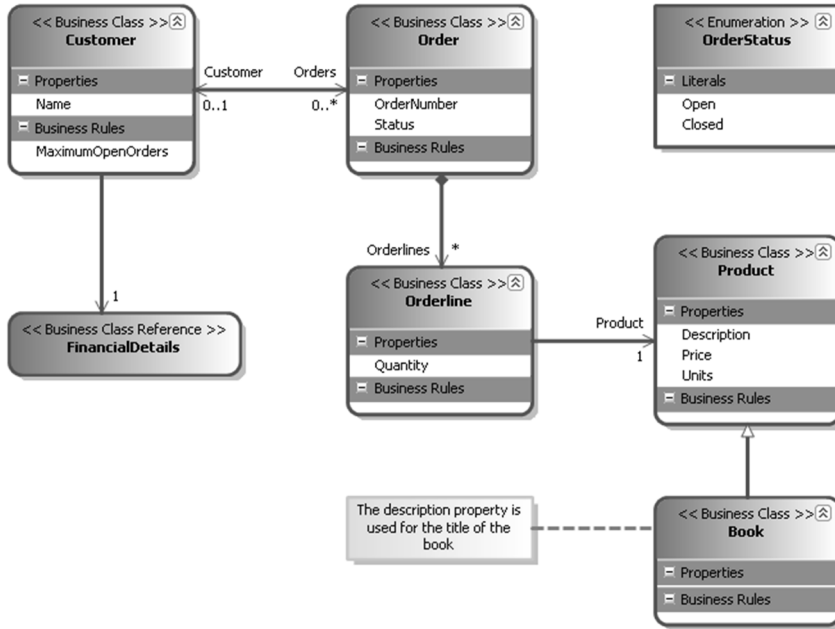 << Business Class >>
Customer
Properties
Name
Business Rules
MaximumOpenOrders
Customer
Orders
0..1
0..*
<< Business Class >>
Order
Properties
OrderNumber
Status
Business Rules
<< Enumeration >>
OrderStatus
Literals
Open
Closed
1
<< Business Class Reference >>
FinancialDetails
Orderlines
*
<< Business Class >>
Orderline
Properties
Quantity
Business Rules
Product
1
<< Business Class >>
Product
Properties
Description
Price
Units
Business Rules
The description property is
used for the title of the
book
<< Business Class >>
Book
Properties
Business Rules